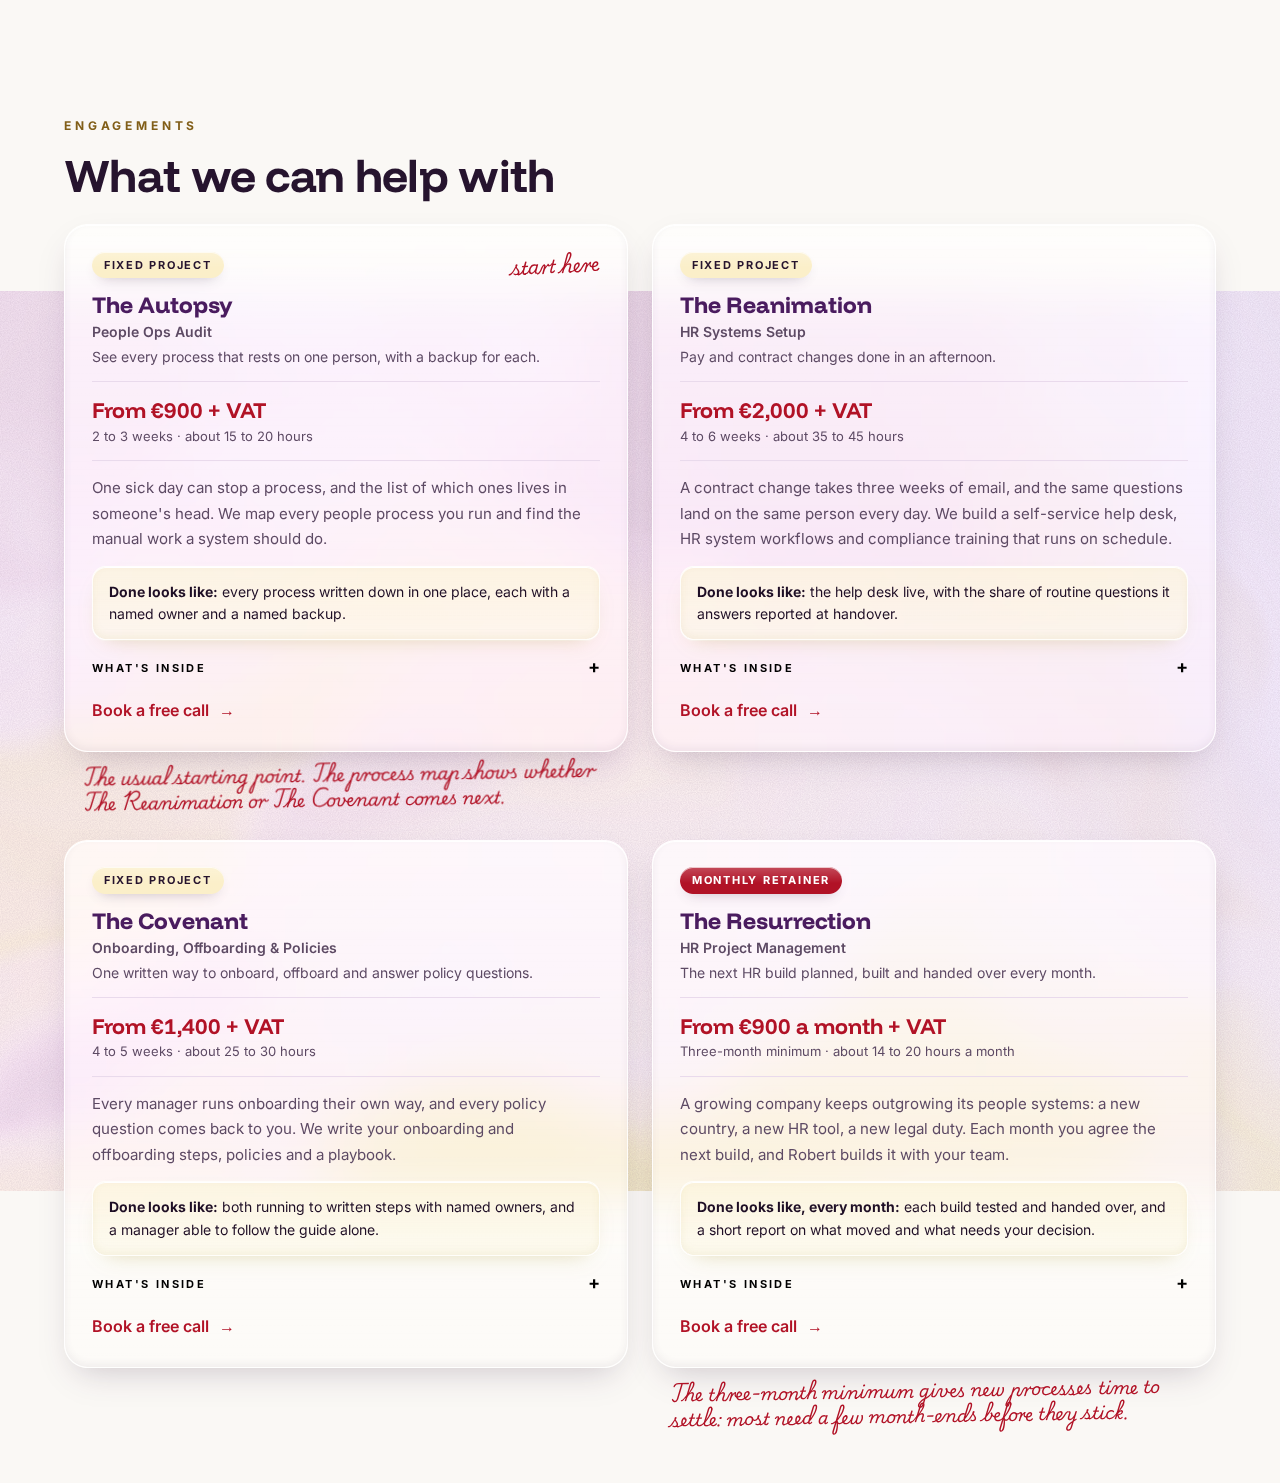 ENGAGEMENTS
What we can help with
FIXED PROJECT
start here
The Autopsy
People Ops Audit
See every process that rests on one person, with a backup for each.
From €900 + VAT
2 to 3 weeks · about 15 to 20 hours
One sick day can stop a process, and the list of which ones lives in
someone's head. We map every people process you run and find the
manual work a system should do.
Done looks like: every process written down in one place, each with a
named owner and a named backup.
WHAT'S INSIDE +
Book a free call →
The usual starting point. The process map shows whether
The Reanimation or The Covenant comes next.
FIXED PROJECT
The Reanimation
HR Systems Setup
Pay and contract changes done in an afternoon.
From €2,000 + VAT
4 to 6 weeks · about 35 to 45 hours
A contract change takes three weeks of email, and the same questions
land on the same person every day. We build a self-service help desk,
HR system workflows and compliance training that runs on schedule.
Done looks like: the help desk live, with the share of routine questions it
answers reported at handover.
WHAT'S INSIDE +
Book a free call →
FIXED PROJECT
The Covenant
Onboarding, Offboarding & Policies
One written way to onboard, offboard and answer policy questions.
From €1,400 + VAT
4 to 5 weeks · about 25 to 30 hours
Every manager runs onboarding their own way, and every policy
question comes back to you. We write your onboarding and
offboarding steps, policies and a playbook.
Done looks like: both running to written steps with named owners, and
a manager able to follow the guide alone.
WHAT'S INSIDE +
Book a free call →
MONTHLY RETAINER
The Resurrection
HR Project Management
The next HR build planned, built and handed over every month.
From €900 a month + VAT
Three-month minimum · about 14 to 20 hours a month
A growing company keeps outgrowing its people systems: a new
country, a new HR tool, a new legal duty. Each month you agree the
next build, and Robert builds it with your team.
Done looks like, every month: each build tested and handed over, and
a short report on what moved and what needs your decision.
WHAT'S INSIDE +
Book a free call →
The three-month minimum gives new processes time to
settle: most need a few month-ends before they stick.